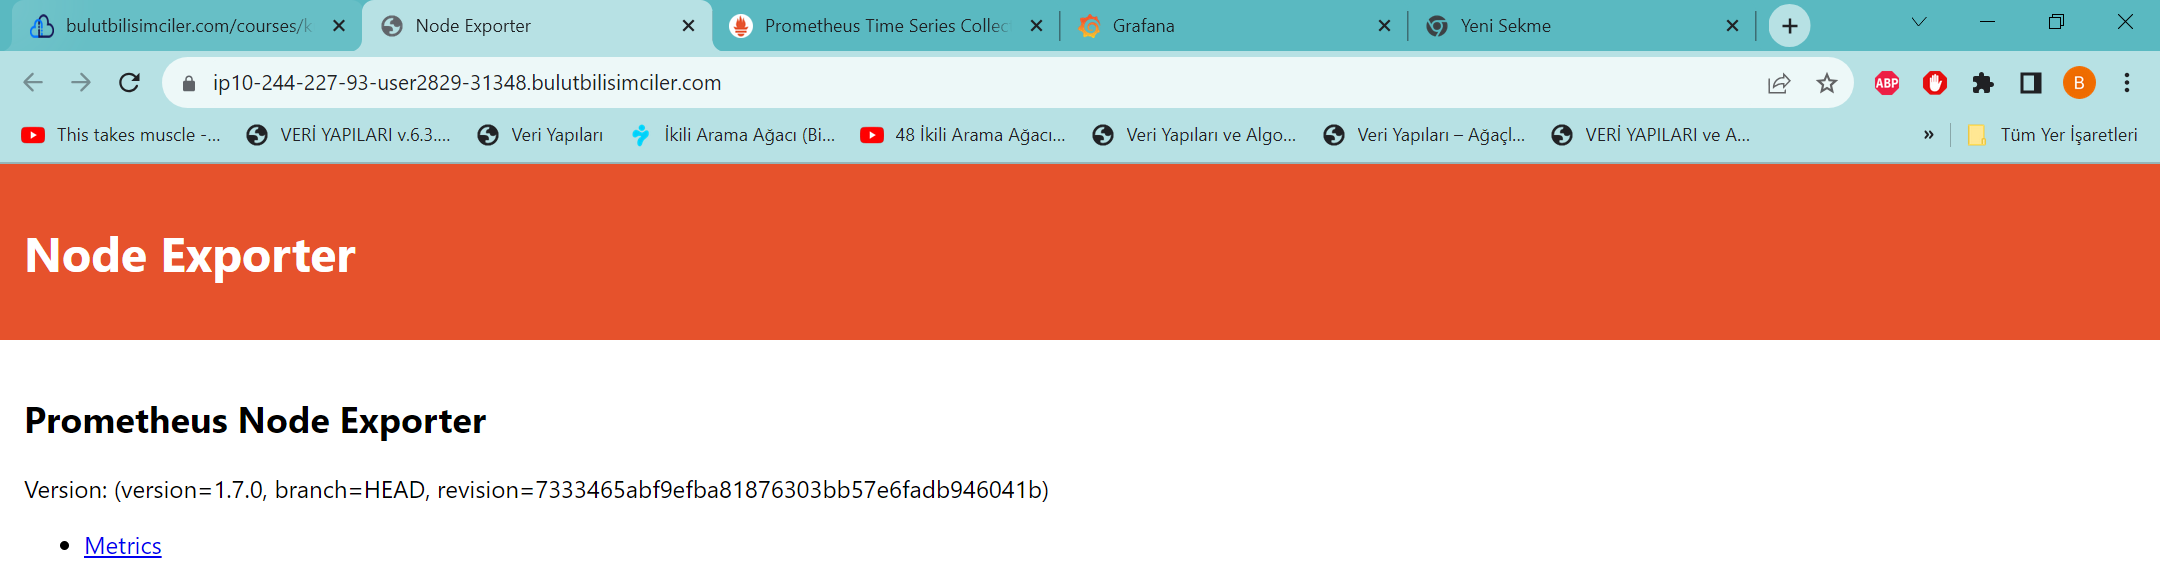 bulutbilisimciler.com/courses/k
Node Exporter
Prometheus Time Series Collec
Grafana
Yeni Sekme
ip10-244-227-93-user2829-31348.bulutbilisimciler.com
ABP
B
This takes muscle -...
VERİ YAPILARI v.6.3....
Veri Yapıları
İkili Arama Ağacı (Bi...
48 İkili Arama Ağacı...
Veri Yapıları ve Algo...
Veri Yapıları – Ağaçl...
VERİ YAPILARI ve A...
»
Tüm Yer İşaretleri
Node Exporter
Prometheus Node Exporter
Version: (version=1.7.0, branch=HEAD, revision=7333465abf9efba81876303bb57e6fadb946041b)
• Metrics